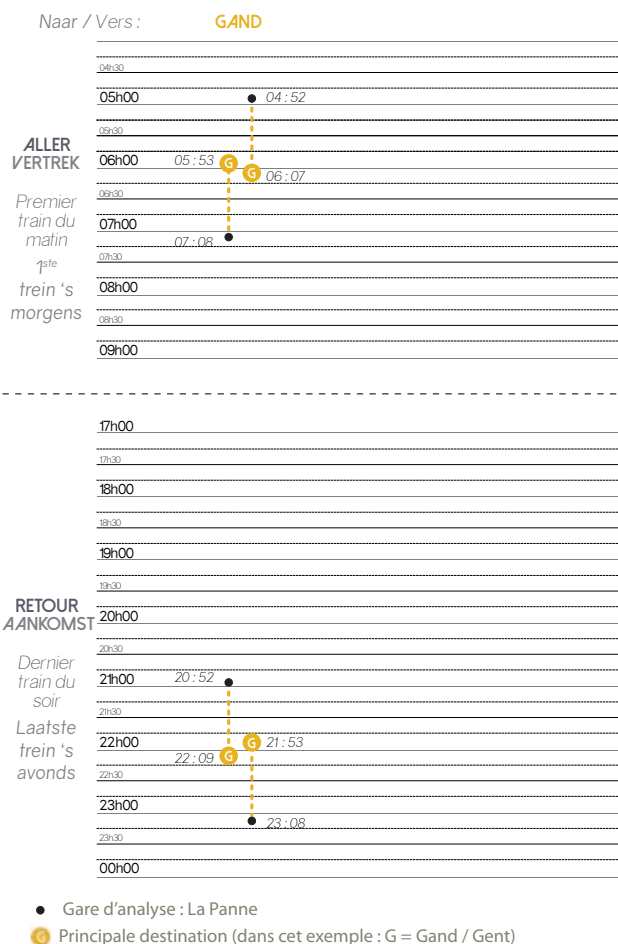 Naar / Vers : GAND
04h30
05h00 04 : 52
05h30
ALLER
VERTREK
06h00 05 : 53 G
G 06 : 07
Premier
train du
matin
1ste
trein ‘s
morgens
06h30
07h00
07 : 08
07h30
08h00
08h30
09h00
17h00
17h30
18h00
18h30
19h00
19h30
RETOUR
AANKOMST
20h00
Dernier
train du
soir
Laatste
trein ‘s
avonds
20h30
21h00 20 : 52
21h30
22h00 G 21 : 53
22 : 09 G
22h30
23h00
23 : 08
23h30
00h00
Gare d’analyse : La Panne
G Principale destination (dans cet exemple : G = Gand / Gent)